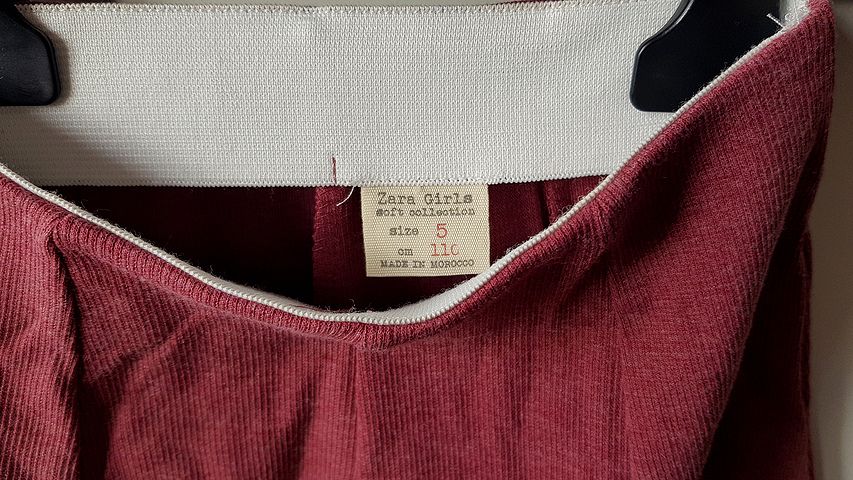 Zara Girls
soft collection
size 5
cm 110
MADE IN MOROCCO